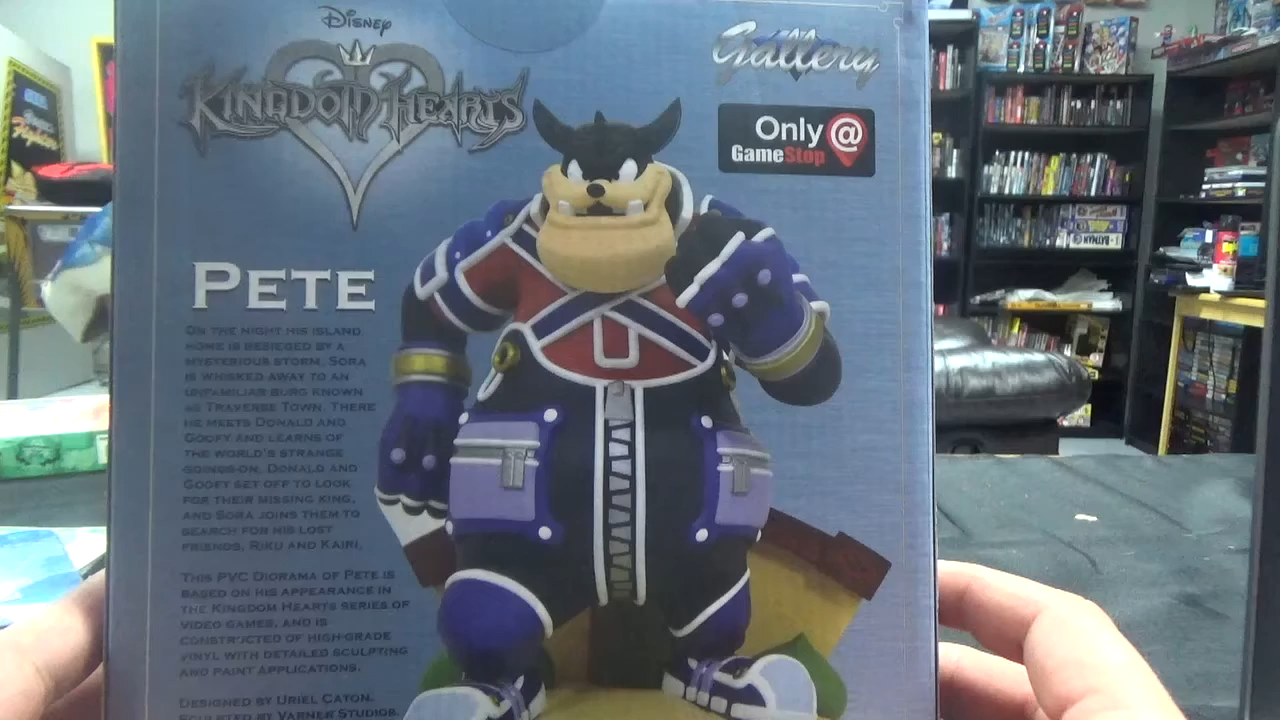 Disney
Kingdom Hearts
Gallery
Only @
GameStop
Pete
On the night his island
home is besieged by a
mysterious storm, Sora
is whisked away to an
unfamiliar burg known
as Traverse Town. There
he meets Donald and
Goofy and learns of
the world's strange
goings-on. Donald and
Goofy set off to look
for their missing king,
and Sora joins them to
search for his lost
friends, Riku and Kairi.
This PVC Diorama of Pete is
based on his appearance in
the Kingdom Hearts series of
video games, and is
constructed of high-grade
vinyl with detailed sculpting
and paint applications.
Designed by Uriel Caton.
Sculpted by Varner Studios.
BATMAN